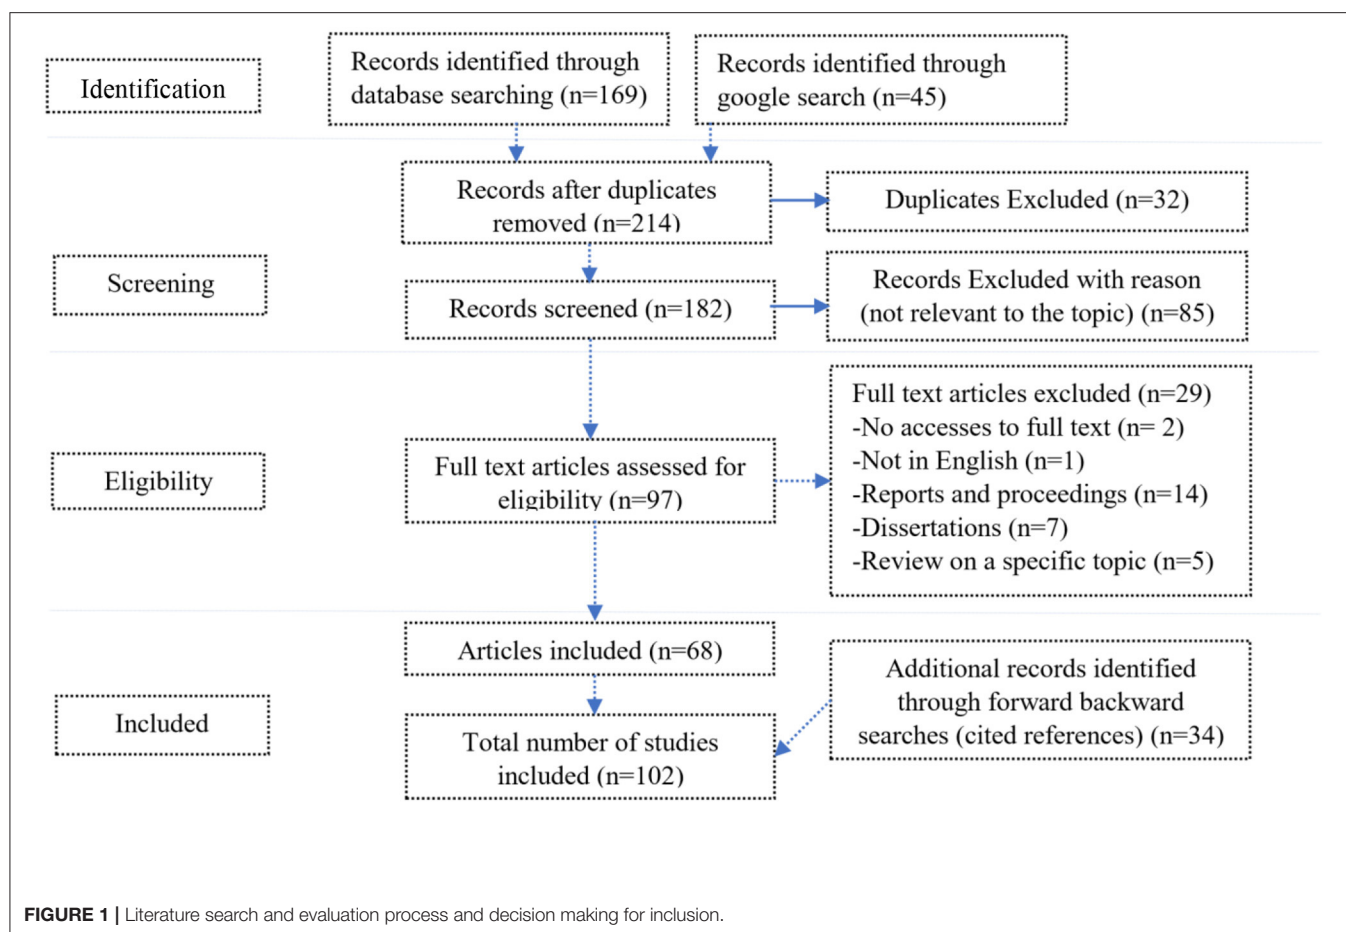 Identification
Records identified through
database searching (n=169)
Records identified through
google search (n=45)
Records after duplicates
removed (n=214)
Duplicates Excluded (n=32)
Screening
Records screened (n=182)
Records Excluded with reason
(not relevant to the topic) (n=85)
Eligibility
Full text articles assessed for
eligibility (n=97)
Full text articles excluded (n=29)
-No accesses to full text (n= 2)
-Not in English (n=1)
-Reports and proceedings (n=14)
-Dissertations (n=7)
-Review on a specific topic (n=5)
Included
Articles included (n=68)
Total number of studies
included (n=102)
Additional records identified
through forward backward
searches (cited references) (n=34)
FIGURE 1 | Literature search and evaluation process and decision making for inclusion.